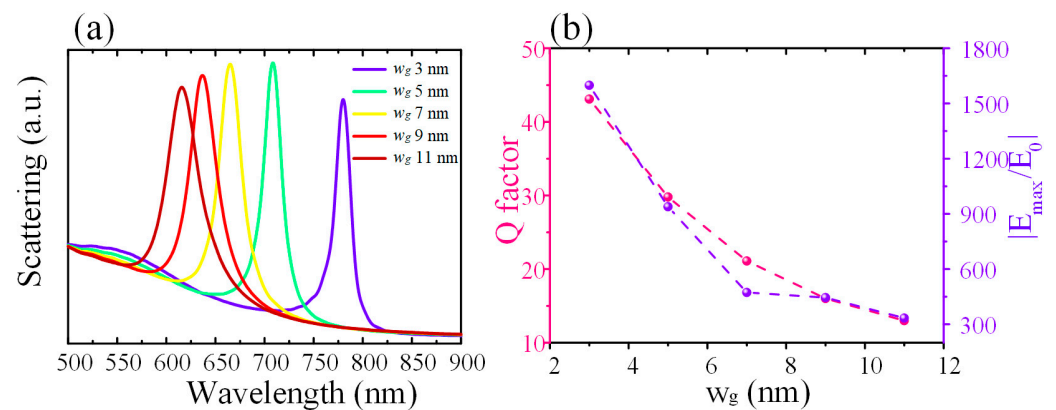 (a)
Scattering (a.u.)
wg 3 nm
wg 5 nm
wg 7 nm
wg 9 nm
wg 11 nm
500 550 600 650 700 750 800 850 900
Wavelength (nm)
(b)
Q factor
50
40
30
20
10
1800
1500
1200
900
600
300
|Emax/E0|
2 4 6 8 10 12
wg (nm)